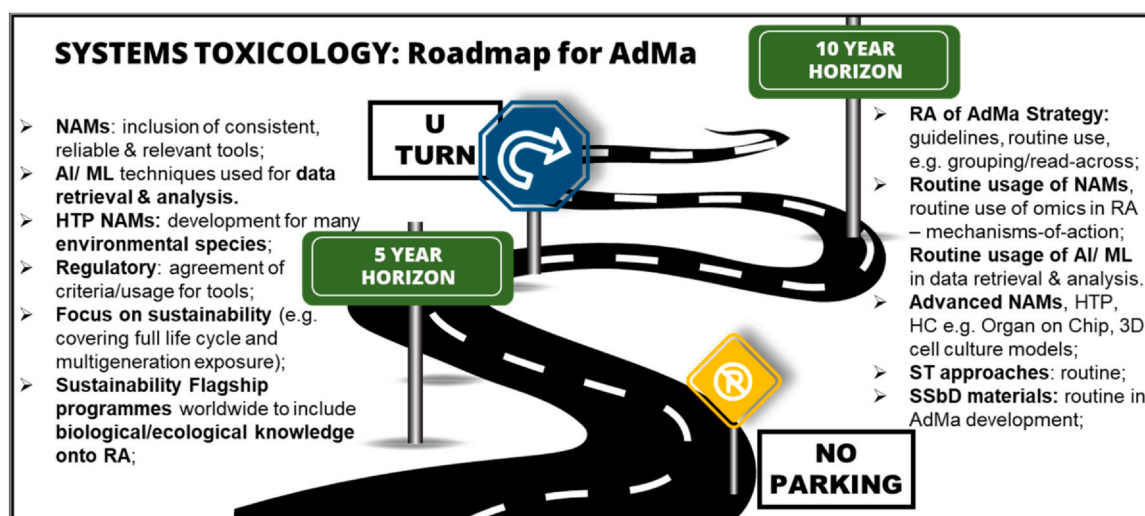 SYSTEMS TOXICOLOGY: Roadmap for AdMa
➢ NAMs: inclusion of consistent,
reliable & relevant tools;
➢ AI/ ML techniques used for data
retrieval & analysis.
➢ HTP NAMs: development for many
environmental species;
➢ Regulatory: agreement of
criteria/usage for tools;
➢ Focus on sustainability (e.g.
covering full life cycle and
multigeneration exposure);
➢ Sustainability Flagship
programmes worldwide to include
biological/ecological knowledge
onto RA;
U
TURN
5 YEAR
HORIZON
10 YEAR
HORIZON
P
NO
PARKING
➢ RA of AdMa Strategy:
guidelines, routine use,
e.g. grouping/read-across;
➢ Routine usage of NAMs,
routine use of omics in RA
– mechanisms-of-action;
Routine usage of AI/ ML
in data retrieval & analysis.
➢ Advanced NAMs, HTP,
HC e.g. Organ on Chip, 3D
cell culture models;
➢ ST approaches: routine;
➢ SSbD materials: routine in
AdMa development;